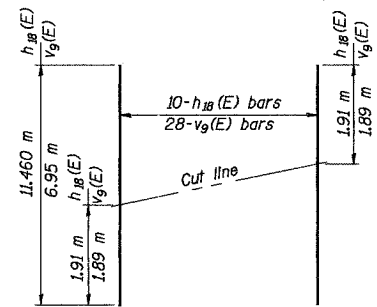 h18(E)
v9(E)
h18(E)
v9(E)
10-h18(E) bars
28-v9(E) bars
1.91 m
1.89 m
11.460 m
6.95 m
h18(E)
v9(E)
Cut line
1.91 m
1.89 m